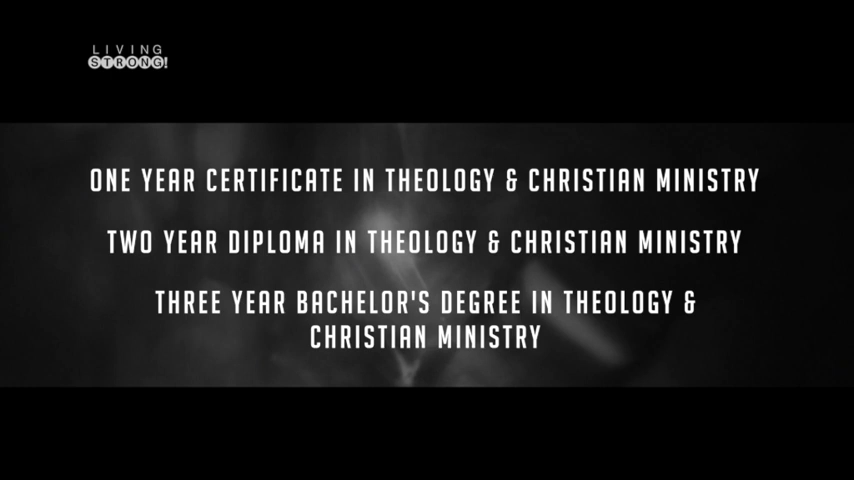 LIVING
STRONG!
ONE YEAR CERTIFICATE IN THEOLOGY & CHRISTIAN MINISTRY
TWO YEAR DIPLOMA IN THEOLOGY & CHRISTIAN MINISTRY
THREE YEAR BACHELOR'S DEGREE IN THEOLOGY &
CHRISTIAN MINISTRY